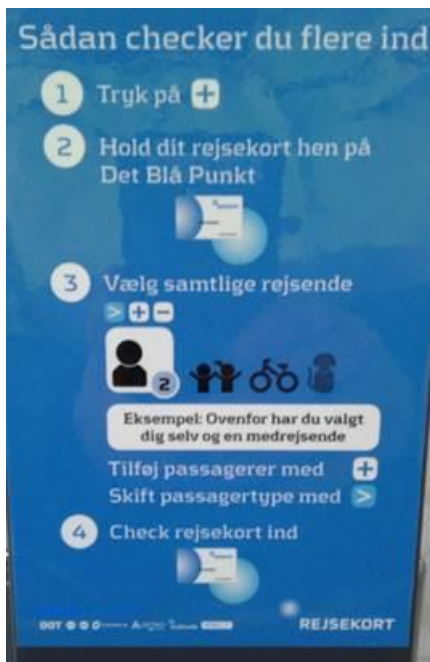 Sådan checker du flere ind
1 Tryk på +
2 Hold dit rejsekort hen på
Det Blå Punkt
3 Vælg samtlige rejsende
> + −
2
Eksempel: Ovenfor har du valgt
dig selv og en medrejsende
Tilføj passagerer med +
Skift passagertype med >
4 Check rejsekort ind
DOT
REJSEKORT